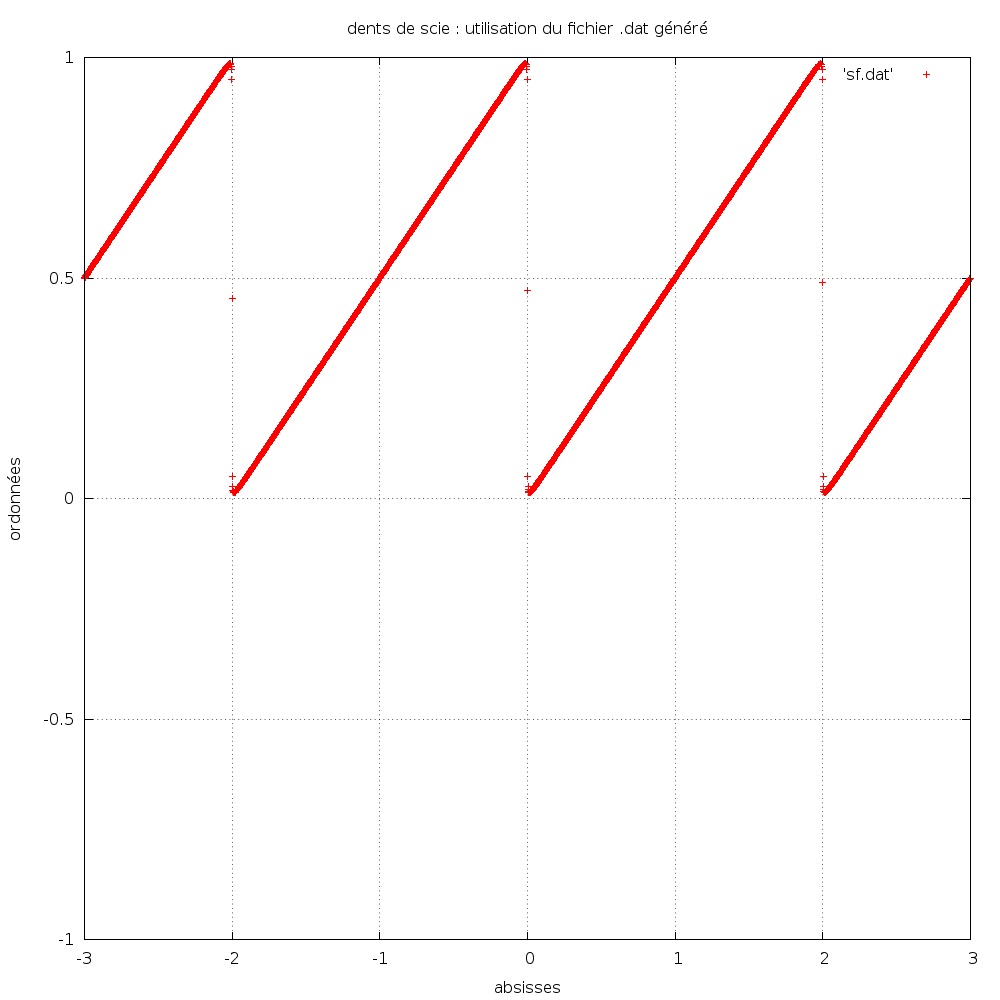 dents de scie : utilisation du fichier .dat généré
1
'sf.dat'
0.5
ordonnées
0
-0.5
-1
-3 -2 -1 0 1 2 3
absisses